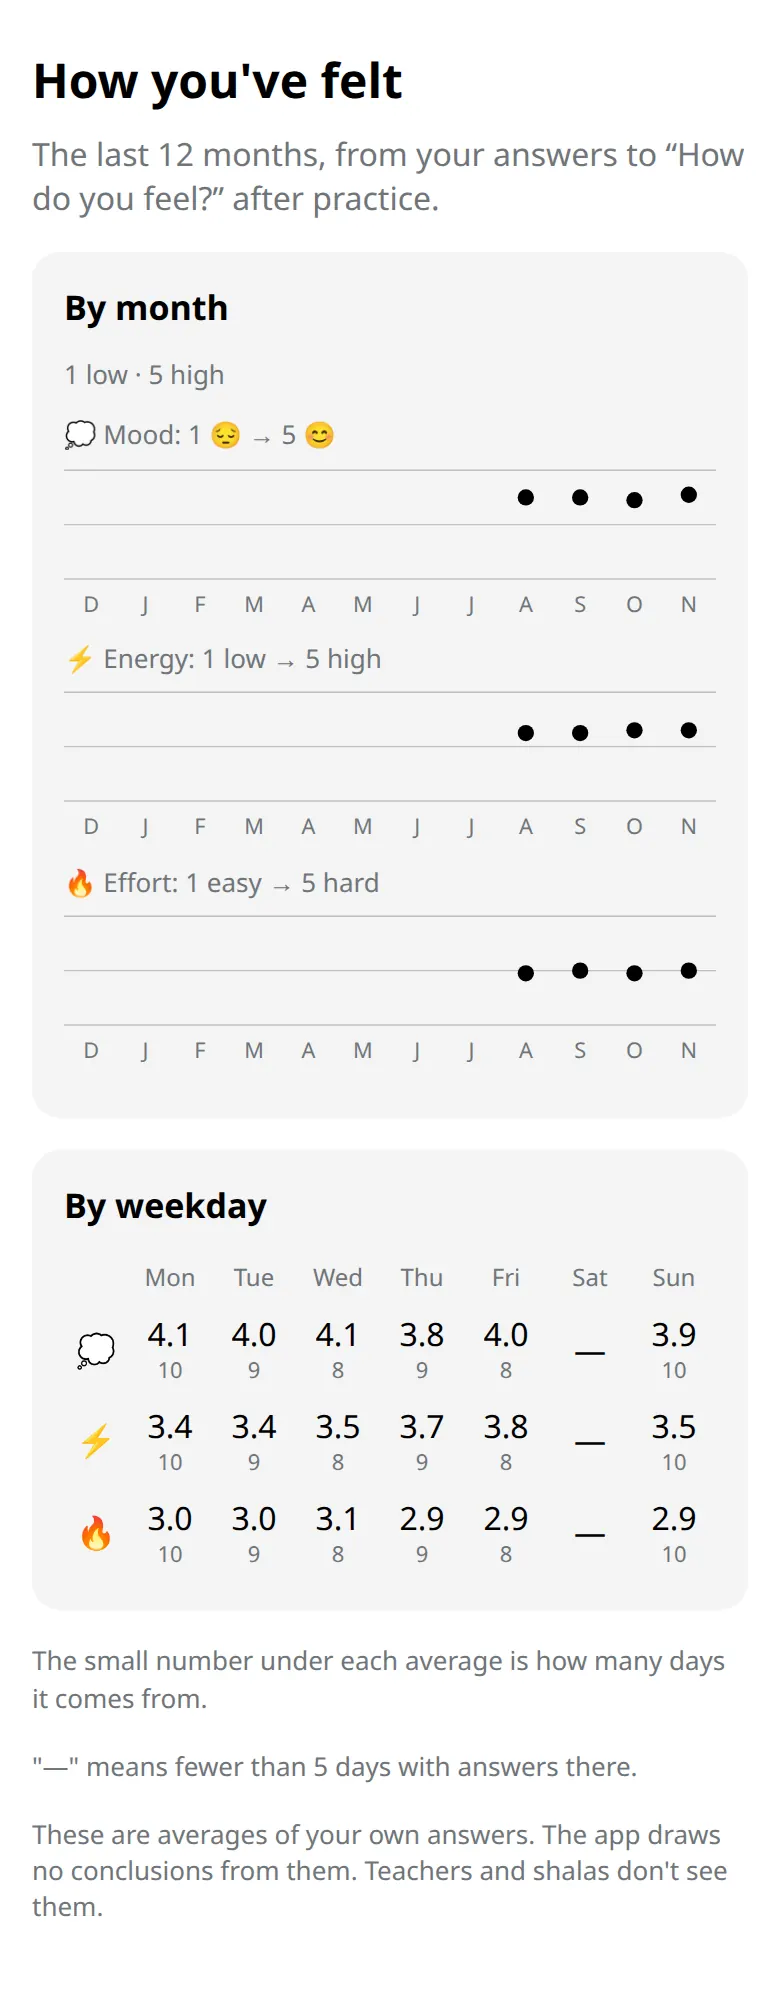 How you've felt
The last 12 months, from your answers to “How
do you feel?” after practice.
By month
1 low · 5 high
💭 Mood: 1 😔 → 5 😊
D J F M A M J J A S O N
⚡ Energy: 1 low → 5 high
D J F M A M J J A S O N
🔥 Effort: 1 easy → 5 hard
D J F M A M J J A S O N
By weekday
Mon Tue Wed Thu Fri Sat Sun
💭 4.1 4.0 4.1 3.8 4.0 — 3.9
10 9 8 9 8 10
⚡ 3.4 3.4 3.5 3.7 3.8 — 3.5
10 9 8 9 8 10
🔥 3.0 3.0 3.1 2.9 2.9 — 2.9
10 9 8 9 8 10
The small number under each average is how many days
it comes from.
"—" means fewer than 5 days with answers there.
These are averages of your own answers. The app draws
no conclusions from them. Teachers and shalas don't see
them.